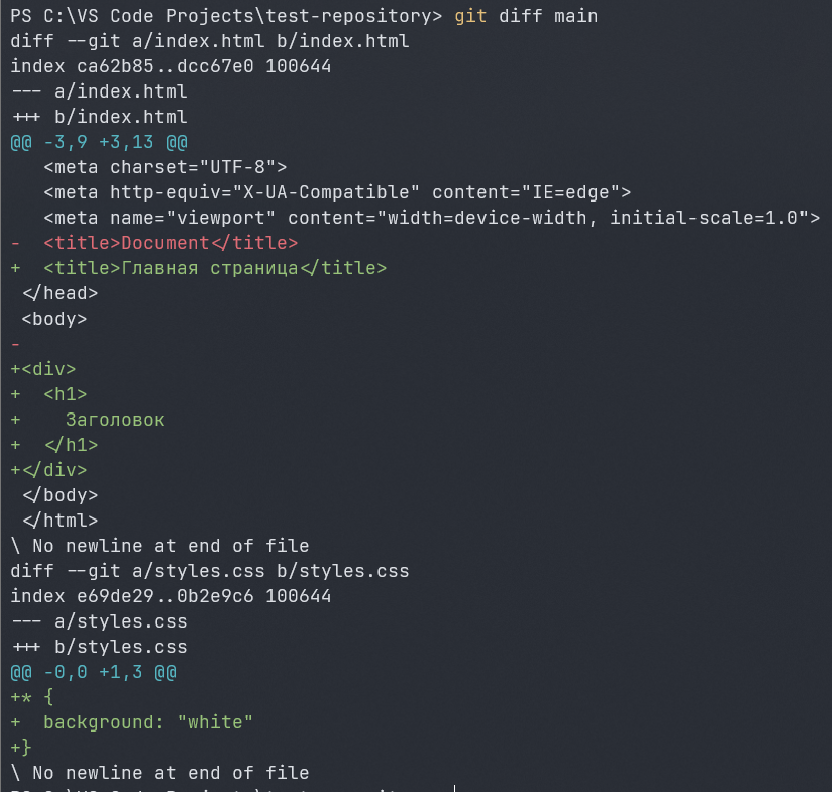 PS C:\VS Code Projects\test-repository> git diff main
diff --git a/index.html b/index.html
index ca62b85..dcc67e0 100644
--- a/index.html
+++ b/index.html
@@ -3,9 +3,13 @@
   <meta charset="UTF-8">
   <meta http-equiv="X-UA-Compatible" content="IE=edge">
   <meta name="viewport" content="width=device-width, initial-scale=1.0">
-  <title>Document</title>
+  <title>Главная страница</title>
 </head>
 <body>
-
+<div>
+  <h1>
+    Заголовок
+  </h1>
+</div>
 </body>
 </html>
\ No newline at end of file
diff --git a/styles.css b/styles.css
index e69de29..0b2e9c6 100644
--- a/styles.css
+++ b/styles.css
@@ -0,0 +1,3 @@
+* {
+  background: "white"
+}
\ No newline at end of file